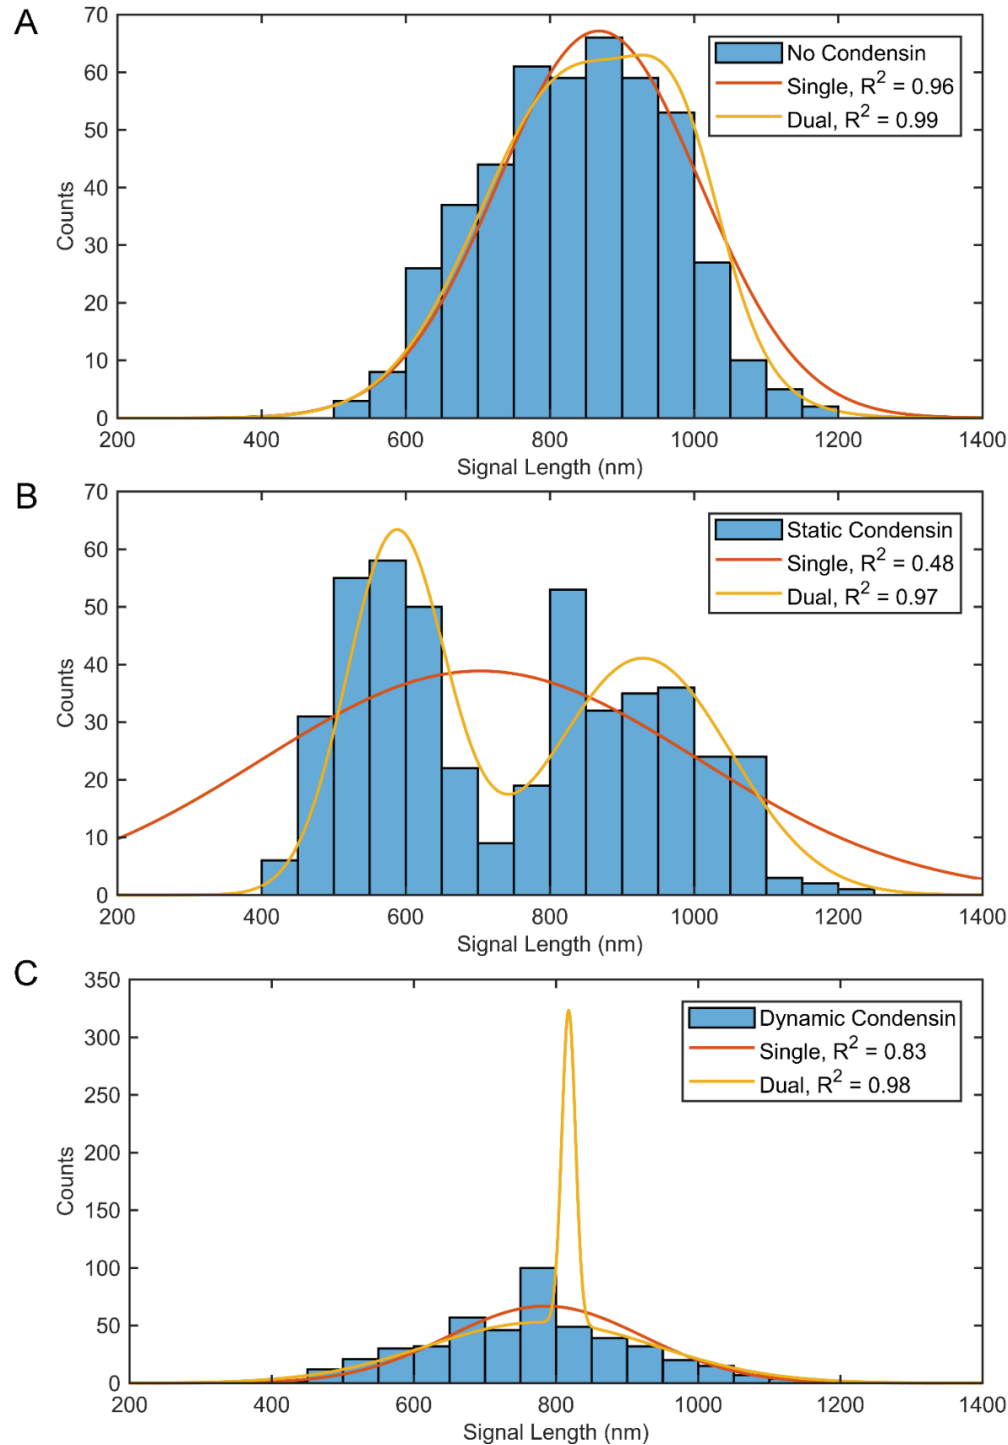 A
70
60
50
40
30
20
10
0
Counts
No Condensin
Single, R² = 0.96
Dual, R² = 0.99
200 400 600 800 1000 1200 1400
Signal Length (nm)
B
70
60
50
40
30
20
10
0
Counts
Static Condensin
Single, R² = 0.48
Dual, R² = 0.97
200 400 600 800 1000 1200 1400
Signal Length (nm)
C
350
300
250
200
150
100
50
0
Counts
Dynamic Condensin
Single, R² = 0.83
Dual, R² = 0.98
200 400 600 800 1000 1200 1400
Signal Length (nm)